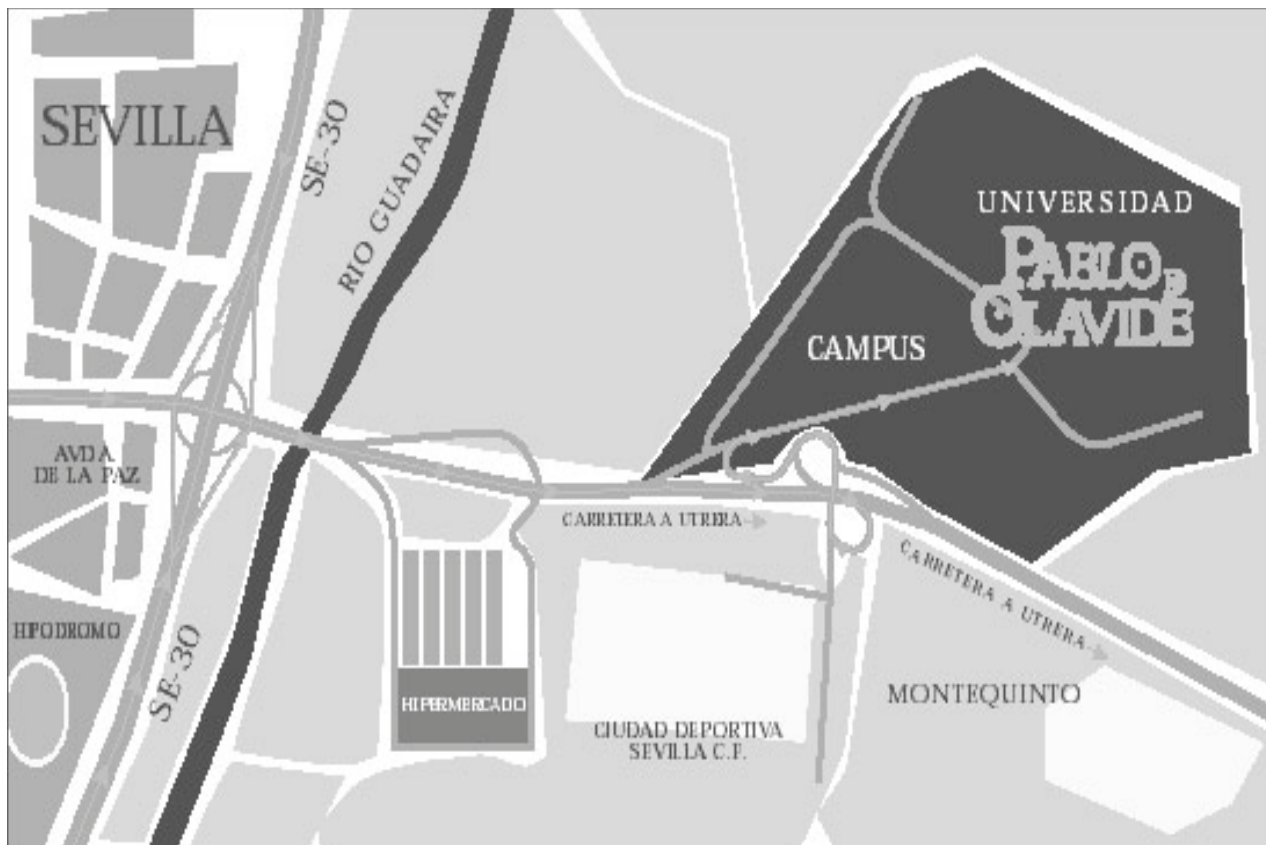 SEVILLA
SE-30
RIO GUADAIRA
UNIVERSIDAD
PABLO DE
OLAVIDE
CAMPUS
AVDA.
DE LA PAZ
CARRETERA A UTRERA
CARRETERA A UTRERA
HIPODROMO
SE-30
HIPERMERCADO
MONTEQUINTO
CIUDAD DEPORTIVA
SEVILLA C.F.